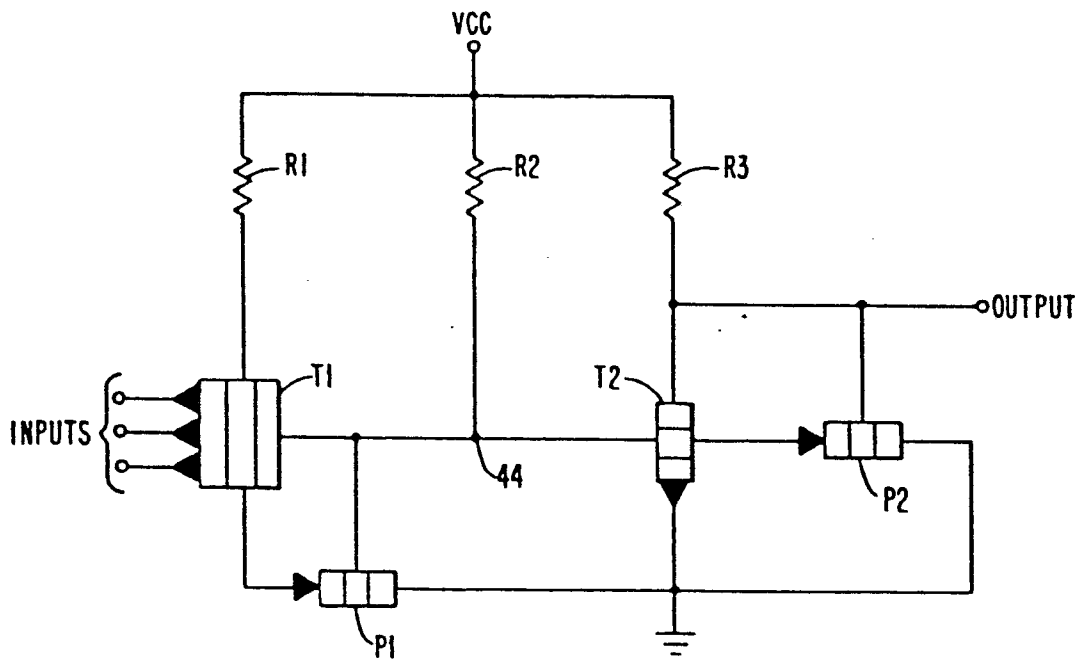 VCC
R1
R2
R3
OUTPUT
T1
T2
INPUTS
44
P2
P1